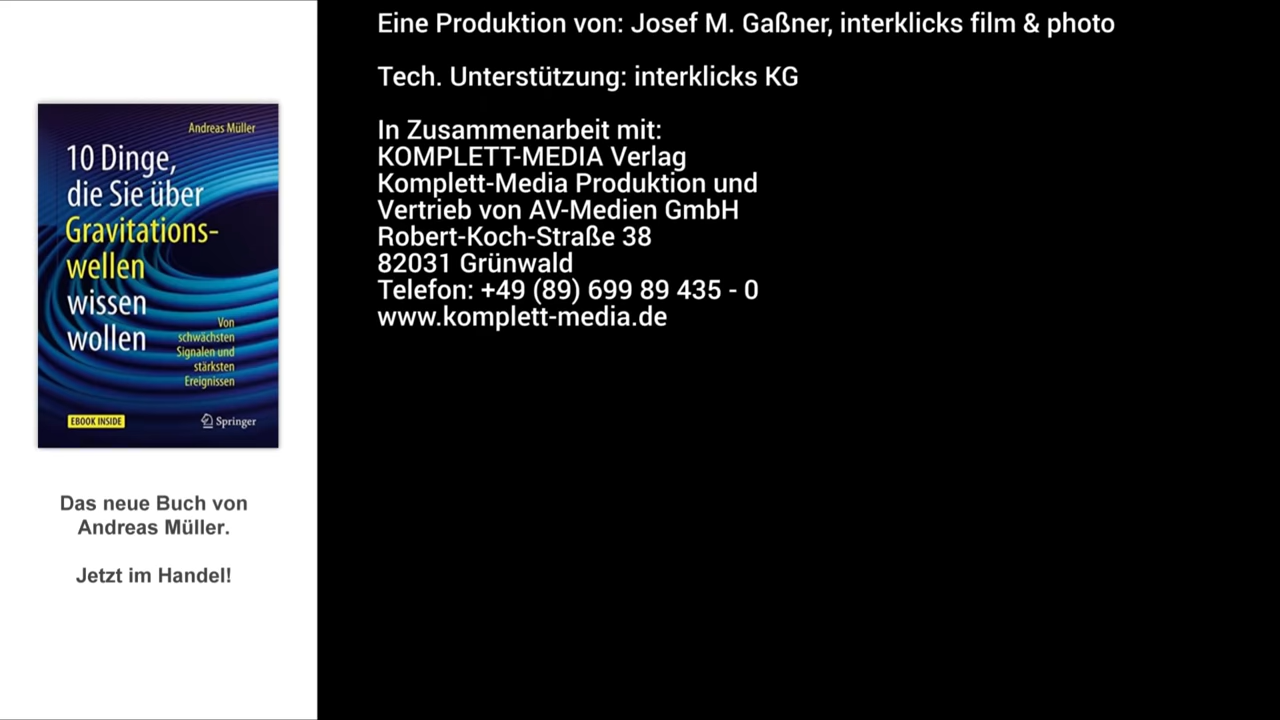 Andreas Müller
10 Dinge,
die Sie über
Gravitations-
wellen
wissen
wollen
Von
schwächsten
Signalen und
stärksten
Ereignissen
EBOOK INSIDE
Springer
Das neue Buch von
Andreas Müller.
Jetzt im Handel!
Eine Produktion von: Josef M. Gaßner, interklicks film & photo
Tech. Unterstützung: interklicks KG
In Zusammenarbeit mit:
KOMPLETT-MEDIA Verlag
Komplett-Media Produktion und
Vertrieb von AV-Medien GmbH
Robert-Koch-Straße 38
82031 Grünwald
Telefon: +49 (89) 699 89 435 - 0
www.komplett-media.de